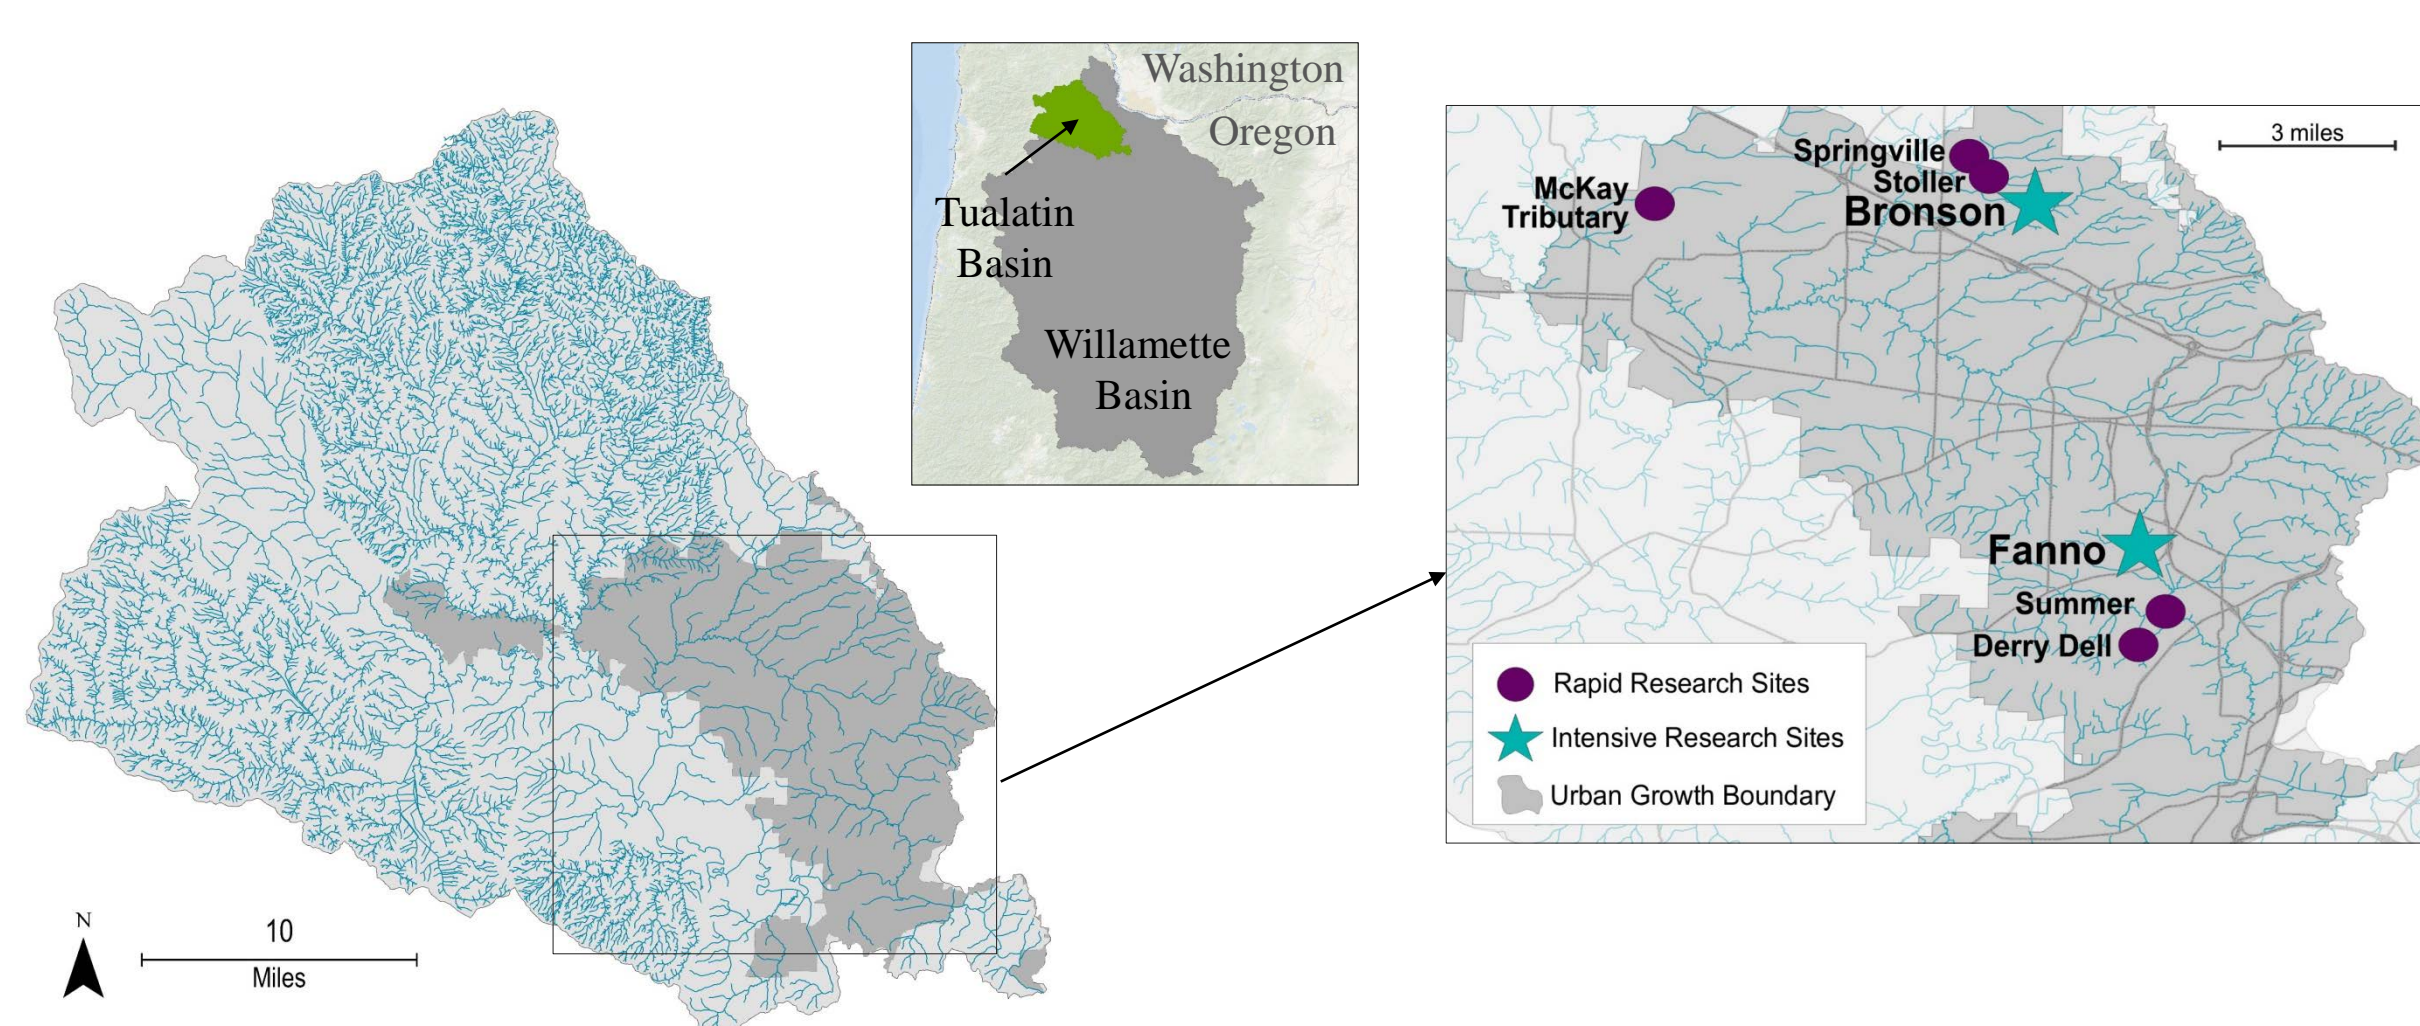 Washington
Oregon
Tualatin
Basin
Willamette
Basin
N
10
Miles
3 miles
Springville
Stoller
McKay
Tributary
Bronson
Fanno
Summer
Derry Dell
Rapid Research Sites
Intensive Research Sites
Urban Growth Boundary